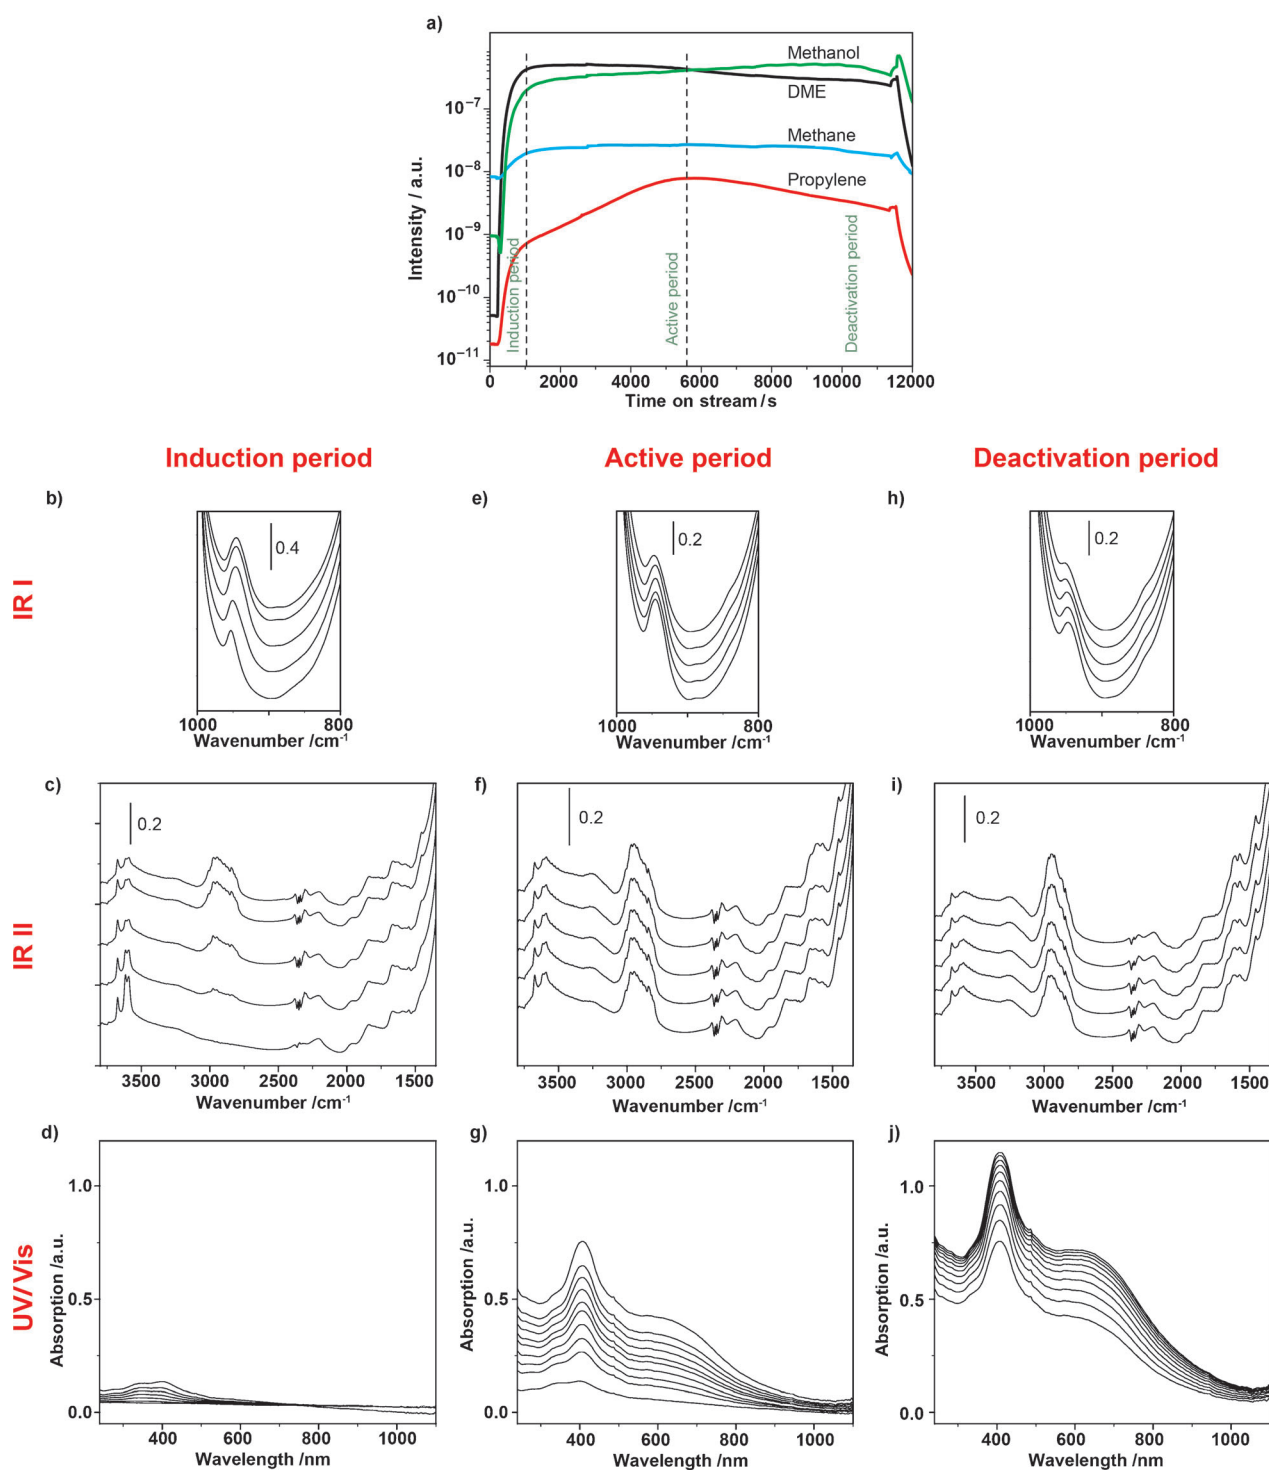 a)
Methanol
DME
Methane
Propylene
Induction period
Active period
Deactivation period
10⁻⁷
10⁻⁸
10⁻⁹
10⁻¹⁰
10⁻¹¹
Intensity / a.u.
0 2000 4000 6000 8000 10000 12000
Time on stream/s
Induction period Active period Deactivation period
IR I
b)
0.4
1000 800
Wavenumber /cm⁻¹
e)
0.2
1000 800
Wavenumber /cm⁻¹
h)
0.2
1000 800
Wavenumber /cm⁻¹
IR II
c)
0.2
3500 3000 2500 2000 1500
Wavenumber /cm⁻¹
f)
0.2
3500 3000 2500 2000 1500
Wavenumber /cm⁻¹
i)
0.2
3500 3000 2500 2000 1500
Wavenumber /cm⁻¹
UV/Vis
d)
1.0
0.5
0.0
Absorption /a.u.
400 600 800 1000
Wavelength /nm
g)
1.0
0.5
0.0
Absorption /a.u.
400 600 800 1000
Wavelength /nm
j)
1.0
0.5
0.0
Absorption /a.u.
400 600 800 1000
Wavelength /nm